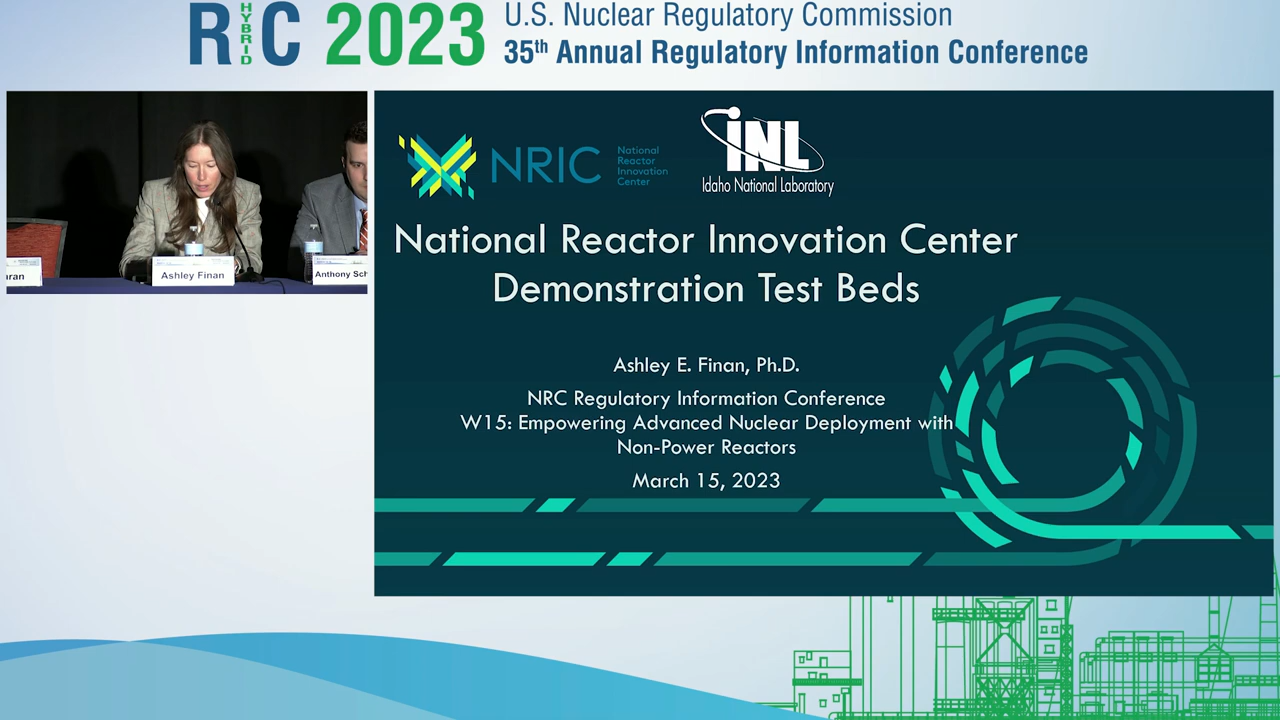 RIC 2023
HYBRID
U.S. Nuclear Regulatory Commission
35th Annual Regulatory Information Conference
NRIC
National
Reactor
Innovation
Center
INL
Idaho National Laboratory
National Reactor Innovation Center
Demonstration Test Beds
Ashley E. Finan, Ph.D.
NRC Regulatory Information Conference
W15: Empowering Advanced Nuclear Deployment with
Non-Power Reactors
March 15, 2023
Ashley Finan
Anthony Sch